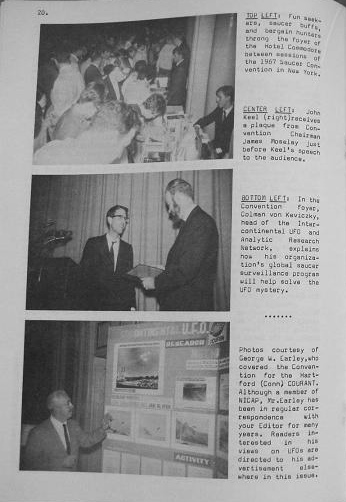 20.
TOP LEFT: Fun seek-
ers, saucer buffs,
and bargain hunters
throng the foyer of
the Hotel Commodore
between sessions of
the 1967 Saucer Con-
vention in New York.
CENTER LEFT: John
Keel (right)receives
a plaque from Con-
vention Chairman
James Moseley just
before Keel's speech
to the audience.
BOTTOM LEFT: In the
Convention foyer,
Colman von Keviczky,
head of the Inter-
continental UFO and
Analytic Research
Network, explains
how his organiza-
tion's global saucer
surveillance program
will help solve the
UFO mystery.
.......
Photos courtesy of
George W. Earley,who
covered the Conven-
tion for the Hart-
ford (Conn) COURANT.
Although a member of
NICAP, Mr.Earley has
been in regular cor-
respondence with
your Editor for many
years. Readers in-
terested in his
views on UFOs are
directed to his ad-
vertisement else-
where in this issue.
CONTINENTAL U.F.O.
RESEARCH
ACTIVITY